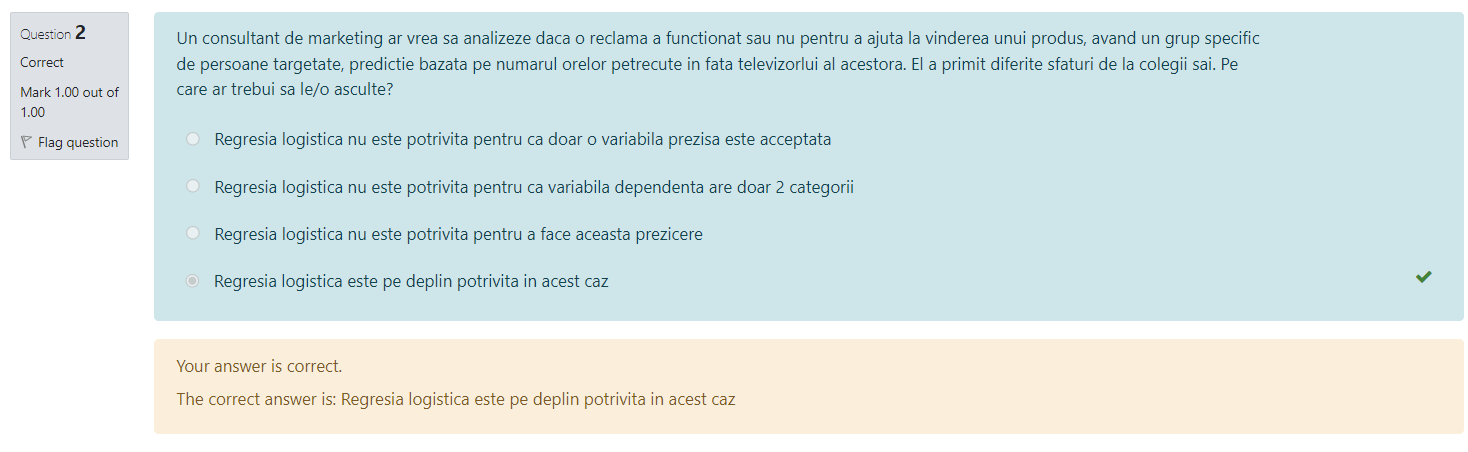 Question 2
Correct
Mark 1.00 out of
1.00
Flag question
Un consultant de marketing ar vrea sa analizeze daca o reclama a functionat sau nu pentru a ajuta la vinderea unui produs, avand un grup specific
de persoane targetate, predictie bazata pe numarul orelor petrecute in fata televizorlui al acestora. El a primit diferite sfaturi de la colegii sai. Pe
care ar trebui sa le/o asculte?
Regresia logistica nu este potrivita pentru ca doar o variabila prezisa este acceptata
Regresia logistica nu este potrivita pentru ca variabila dependenta are doar 2 categorii
Regresia logistica nu este potrivita pentru a face aceasta prezicere
Regresia logistica este pe deplin potrivita in acest caz
Your answer is correct.
The correct answer is: Regresia logistica este pe deplin potrivita in acest caz